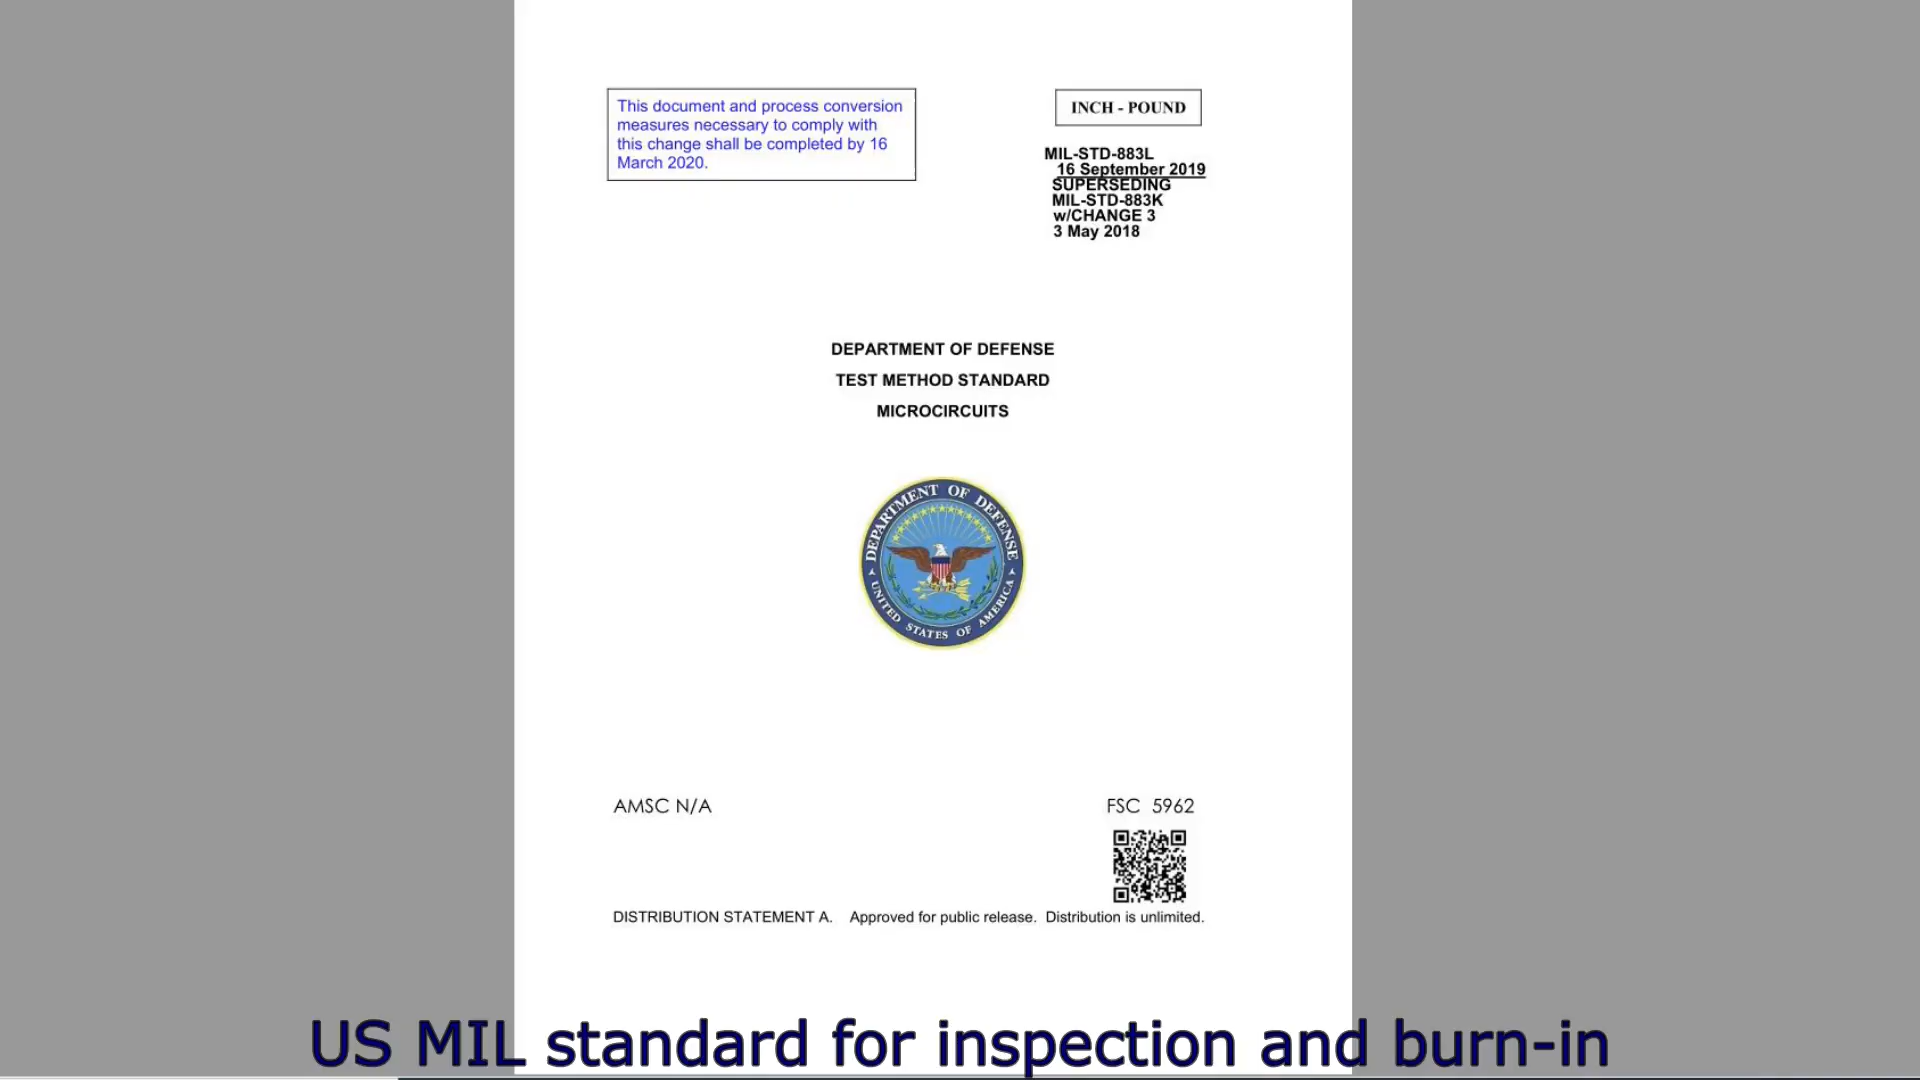 This document and process conversion
measures necessary to comply with
this change shall be completed by 16
March 2020.
INCH - POUND
MIL-STD-883L
16 September 2019
SUPERSEDING
MIL-STD-883K
w/CHANGE 3
3 May 2018
DEPARTMENT OF DEFENSE
TEST METHOD STANDARD
MICROCIRCUITS
DEPARTMENT OF DEFENSE
UNITED STATES OF AMERICA
AMSC N/A
FSC 5962
DISTRIBUTION STATEMENT A. Approved for public release. Distribution is unlimited.
US MIL standard for inspection and burn-in